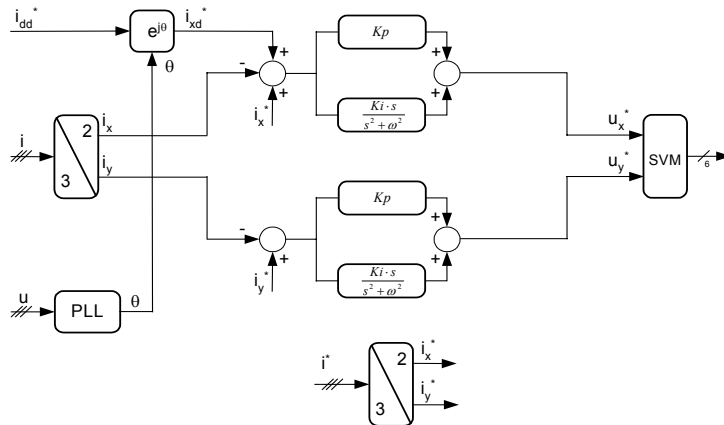 i_dd^*
e^jθ
i_xd^*
θ
+
-
+
i_x^*
+
Kp
+
+
Ki · s
s² + ω²
i
2
3
i_x
i_y
u_x^*
u_y^*
SVM
6
-
+
i_y^*
+
Kp
+
+
Ki · s
s² + ω²
u
PLL
θ
i^*
2
3
i_x^*
i_y^*